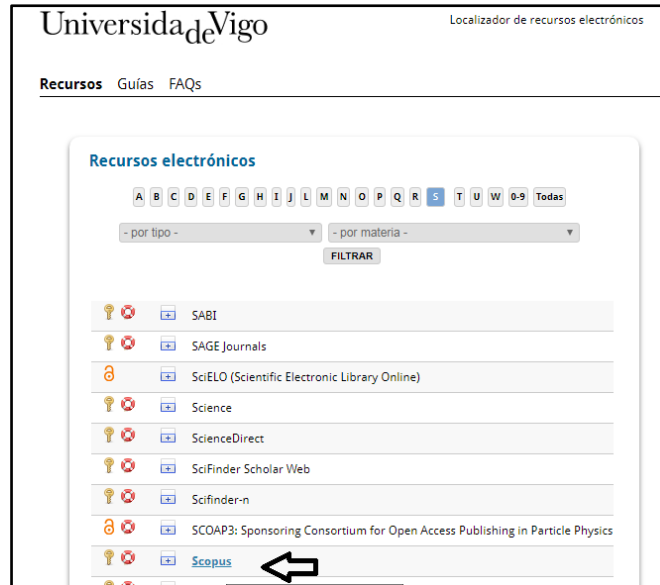 UniversidadeVigo
Localizador de recursos electrónicos
Recursos Guías FAQs
Recursos electrónicos
A B C D E F G H I J L M N O P Q R S T U W 0-9 Todas
- por tipo - - por materia -
FILTRAR
SABI
SAGE Journals
SciELO (Scientific Electronic Library Online)
Science
ScienceDirect
SciFinder Scholar Web
Scifinder-n
SCOAP3: Sponsoring Consortium for Open Access Publishing in Particle Physics
Scopus